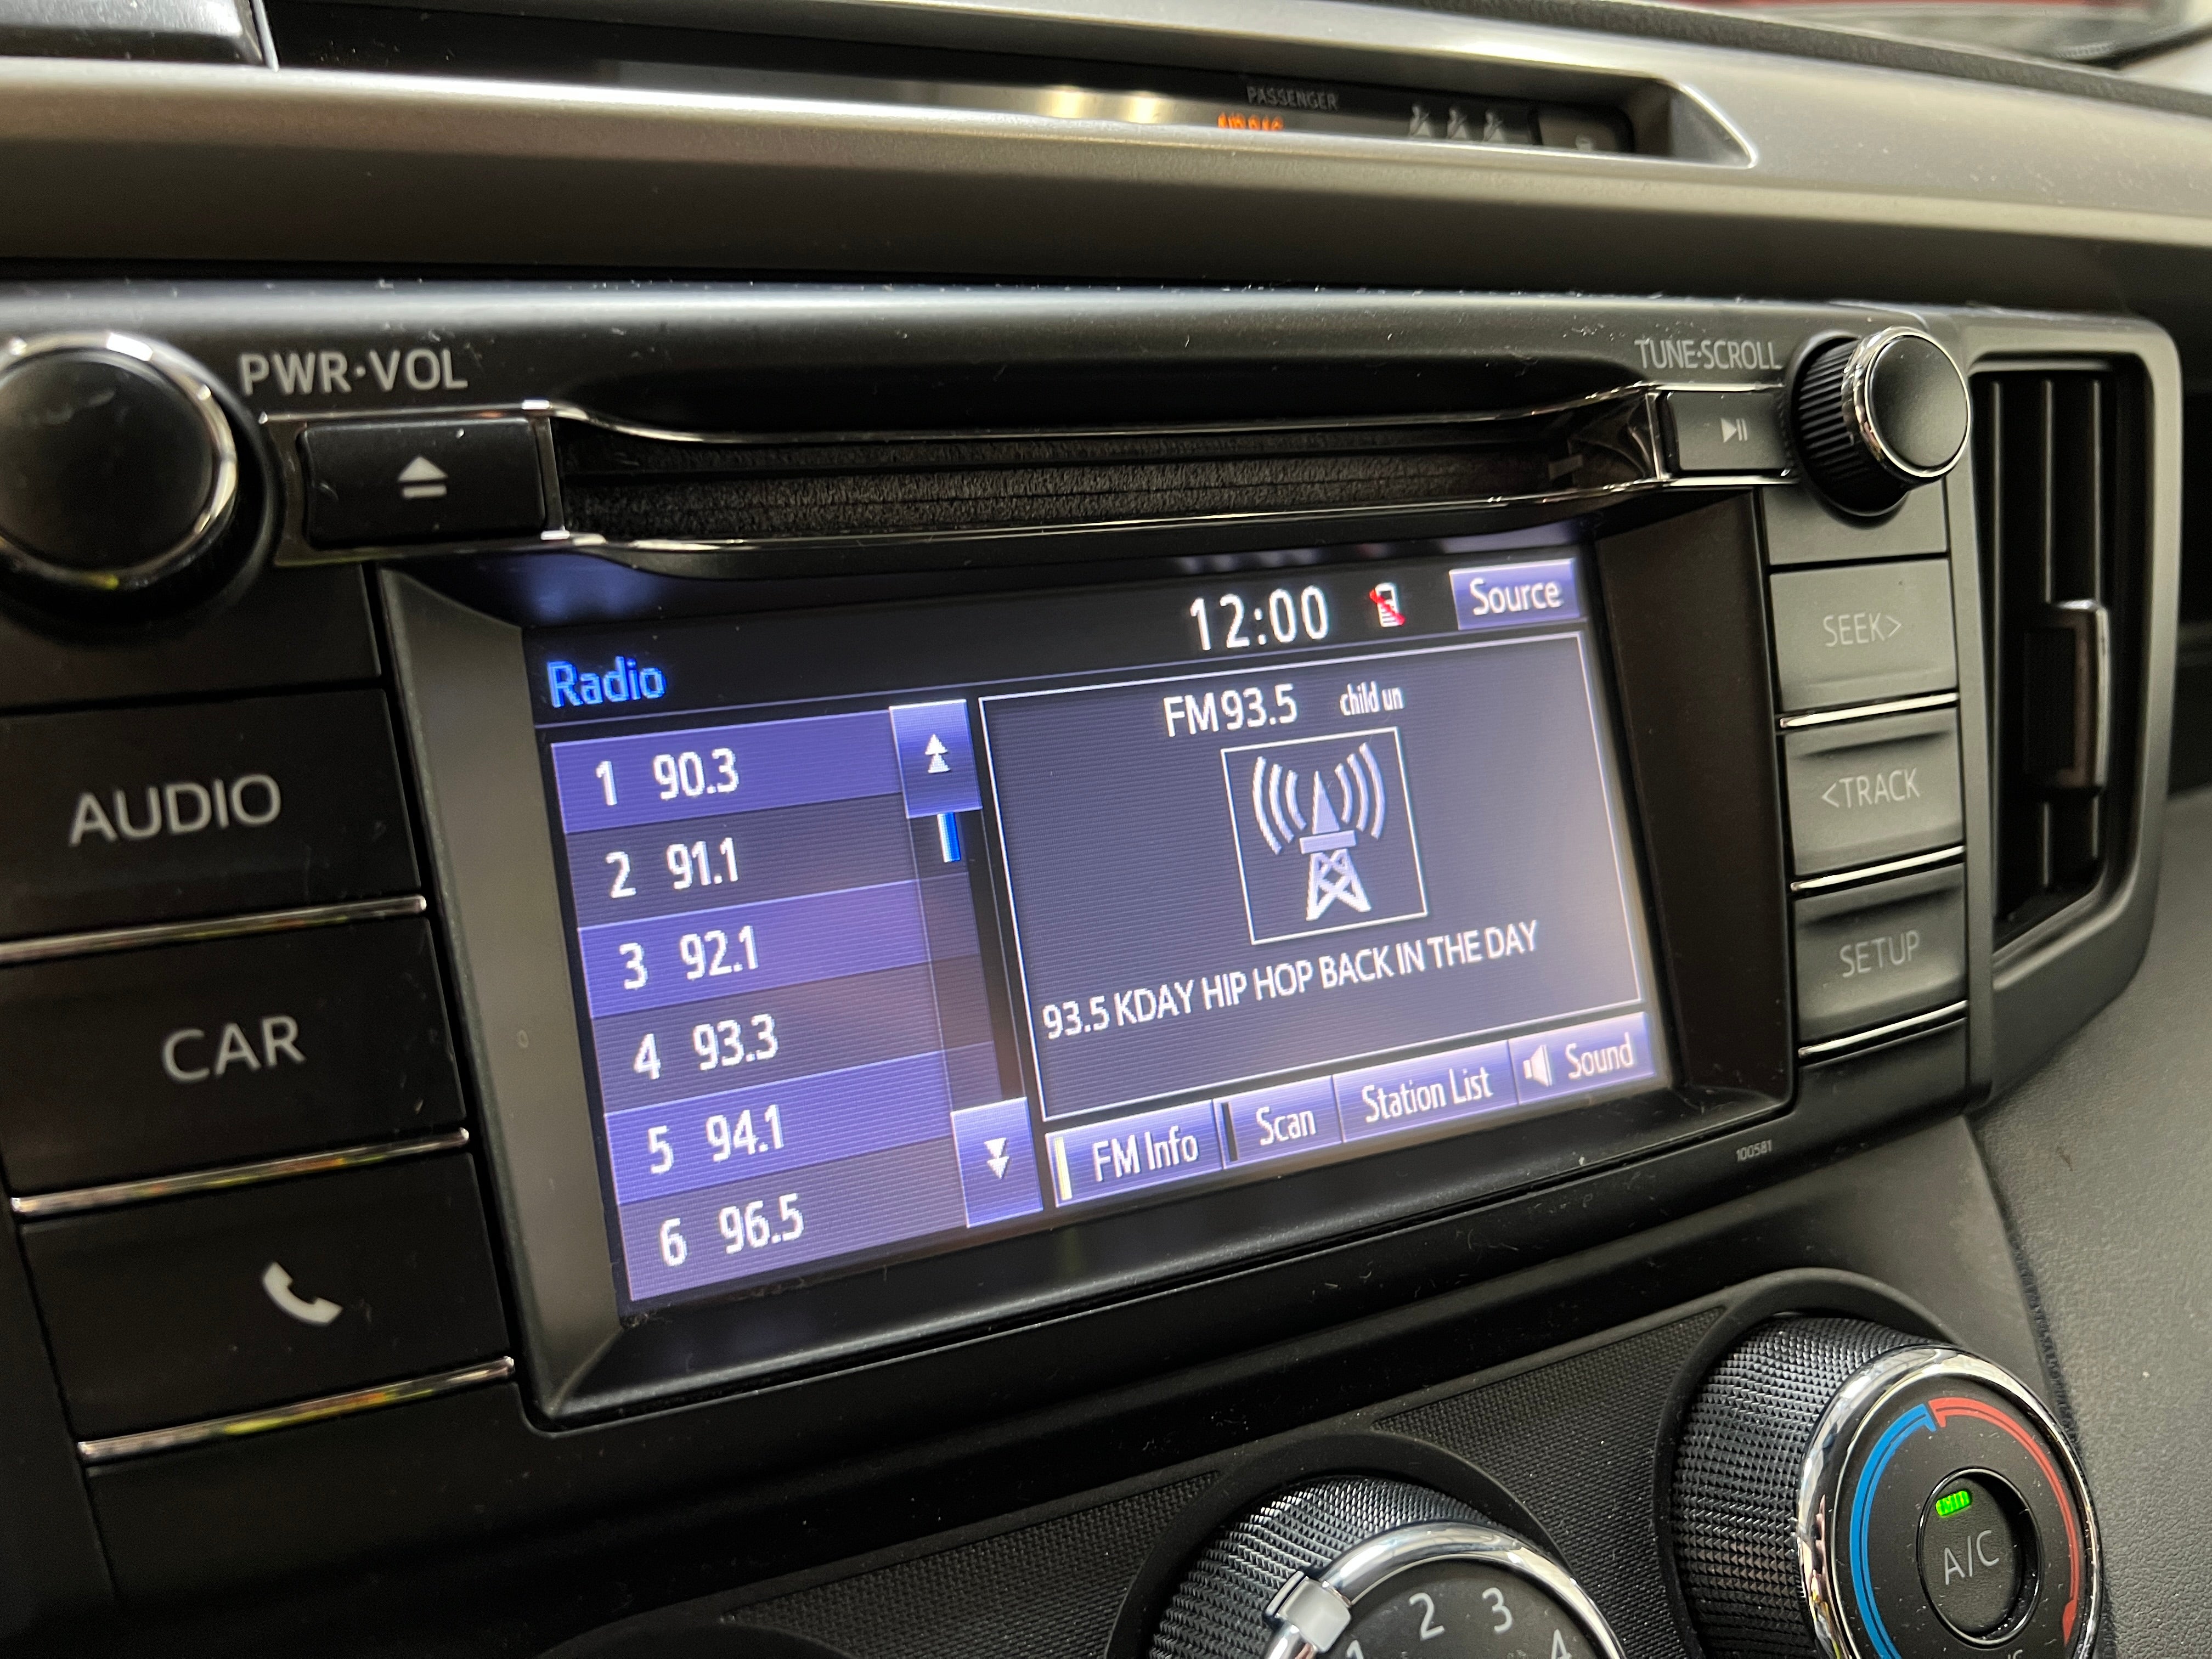 PASSENGER
PWR·VOL
TUNE·SCROLL
12:00
Source
Radio
FM 93.5 child un
1 90.3
2 91.1
3 92.1
4 93.3
5 94.1
6 96.5
93.5 KDAY HIP HOP BACK IN THE DAY
FM Info
Scan
Station List
Sound
AUDIO
CAR
SEEK>
<TRACK
SETUP
100581
1 2 3 4
A/C